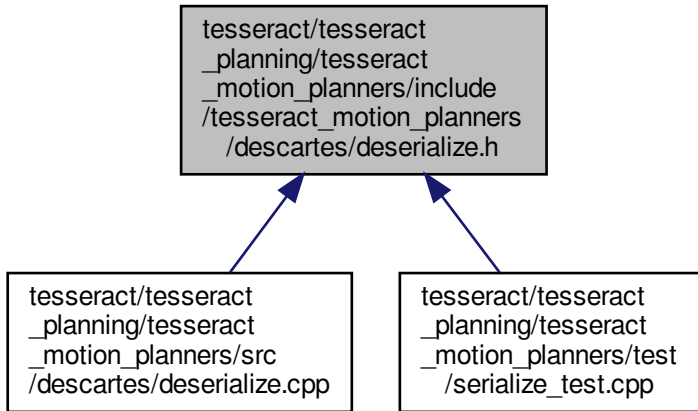 tesseract/tesseract
_planning/tesseract
_motion_planners/include
/tesseract_motion_planners
/descartes/deserialize.h
tesseract/tesseract
_planning/tesseract
_motion_planners/src
/descartes/deserialize.cpp
tesseract/tesseract
_planning/tesseract
_motion_planners/test
/serialize_test.cpp